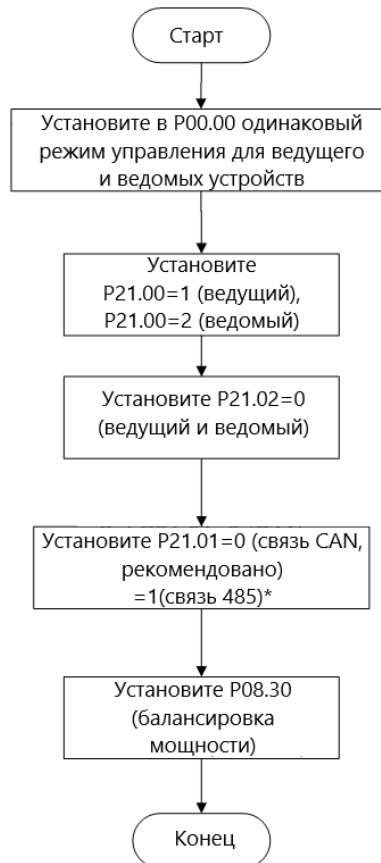 Старт
Установите в P00.00 одинаковый
режим управления для ведущего
и ведомых устройств
Установите
P21.00=1 (ведущий),
P21.00=2 (ведомый)
Установите P21.02=0
(ведущий и ведомый)
Установите P21.01=0 (связь CAN,
рекомендовано)
=1(связь 485)*
Установите P08.30
(балансировка
мощности)
Конец